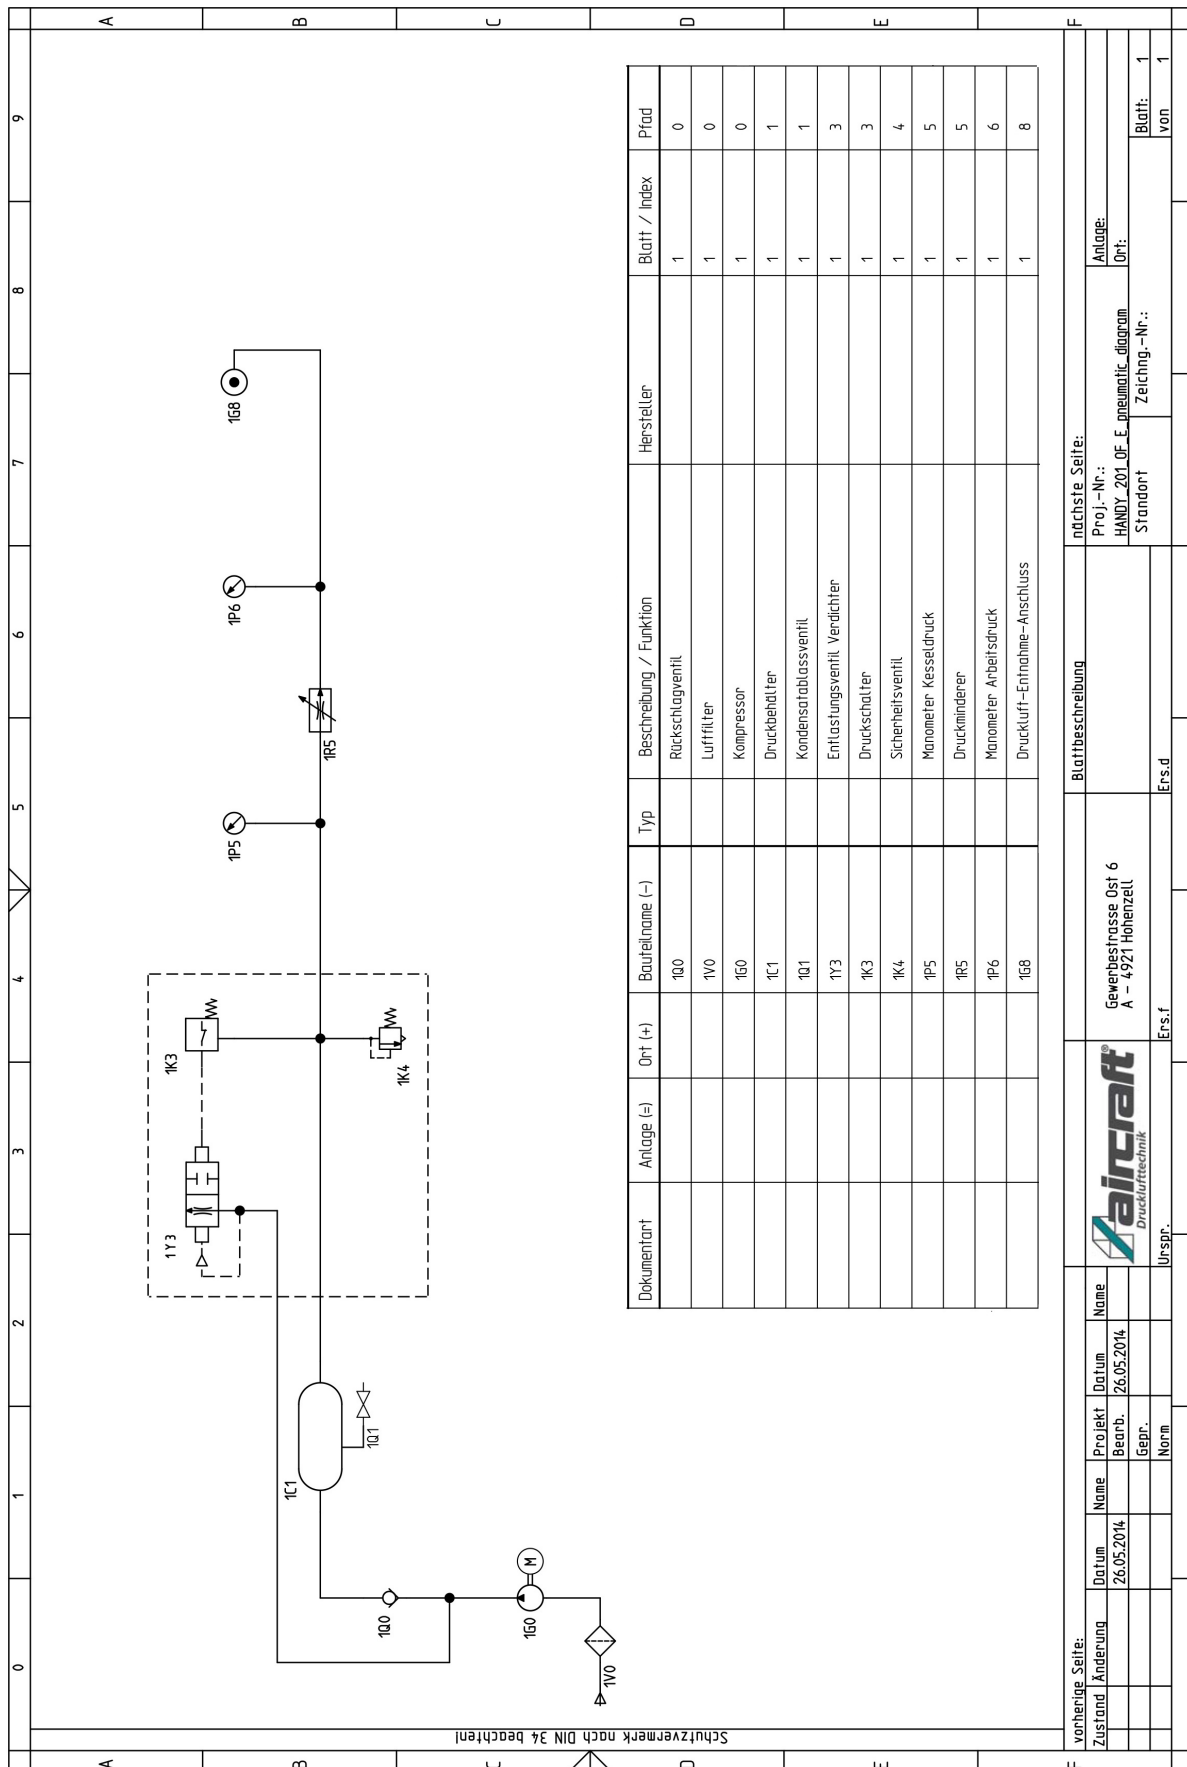 0 1 2 3 4 5 6 7 8 9
A
B
C
D
E
F
A
B
C
D
E
F
Schutzvermerk nach DIN 34 beachten!
1V0
1G0
M
1Q0
1C1
1Q1
1Y3
1K3
1K4
1P5
1R5
1P6
1G8
Dokumentart Anlage (=) Ort (+) Bauteilname (-) Typ Beschreibung / Funktion Hersteller Blatt / Index Pfad
1Q0 Rückschlagventil 1 0
1V0 Luftfilter 1 0
1G0 Kompressor 1 0
1C1 Druckbehälter 1 1
1Q1 Kondensatablassventil 1 1
1Y3 Entlastungsventil Verdichter 1 3
1K3 Druckschalter 1 3
1K4 Sicherheitsventil 1 4
1P5 Manometer Kesseldruck 1 5
1R5 Druckminderer 1 5
1P6 Manometer Arbeitsdruck 1 6
1G8 Druckluft-Entnahme-Anschluss 1 8
vorherige Seite:
Zustand Änderung Datum Name Projekt Datum Name
26.05.2014 Bearb. 26.05.2014
Gepr.
Norm
aircraft®
Drucklufttechnik
Urspr.
Gewerbestrasse Ost 6
A - 4921 Hohenzell
Ers.f
Ers.d
Blattbeschreibung
nächste Seite:
Proj.-Nr.:
HANDY_201_OF_E_pneumatic_diagram
Anlage:
Ort:
Standort
Zeichng.-Nr.:
Blatt: 1
von 1